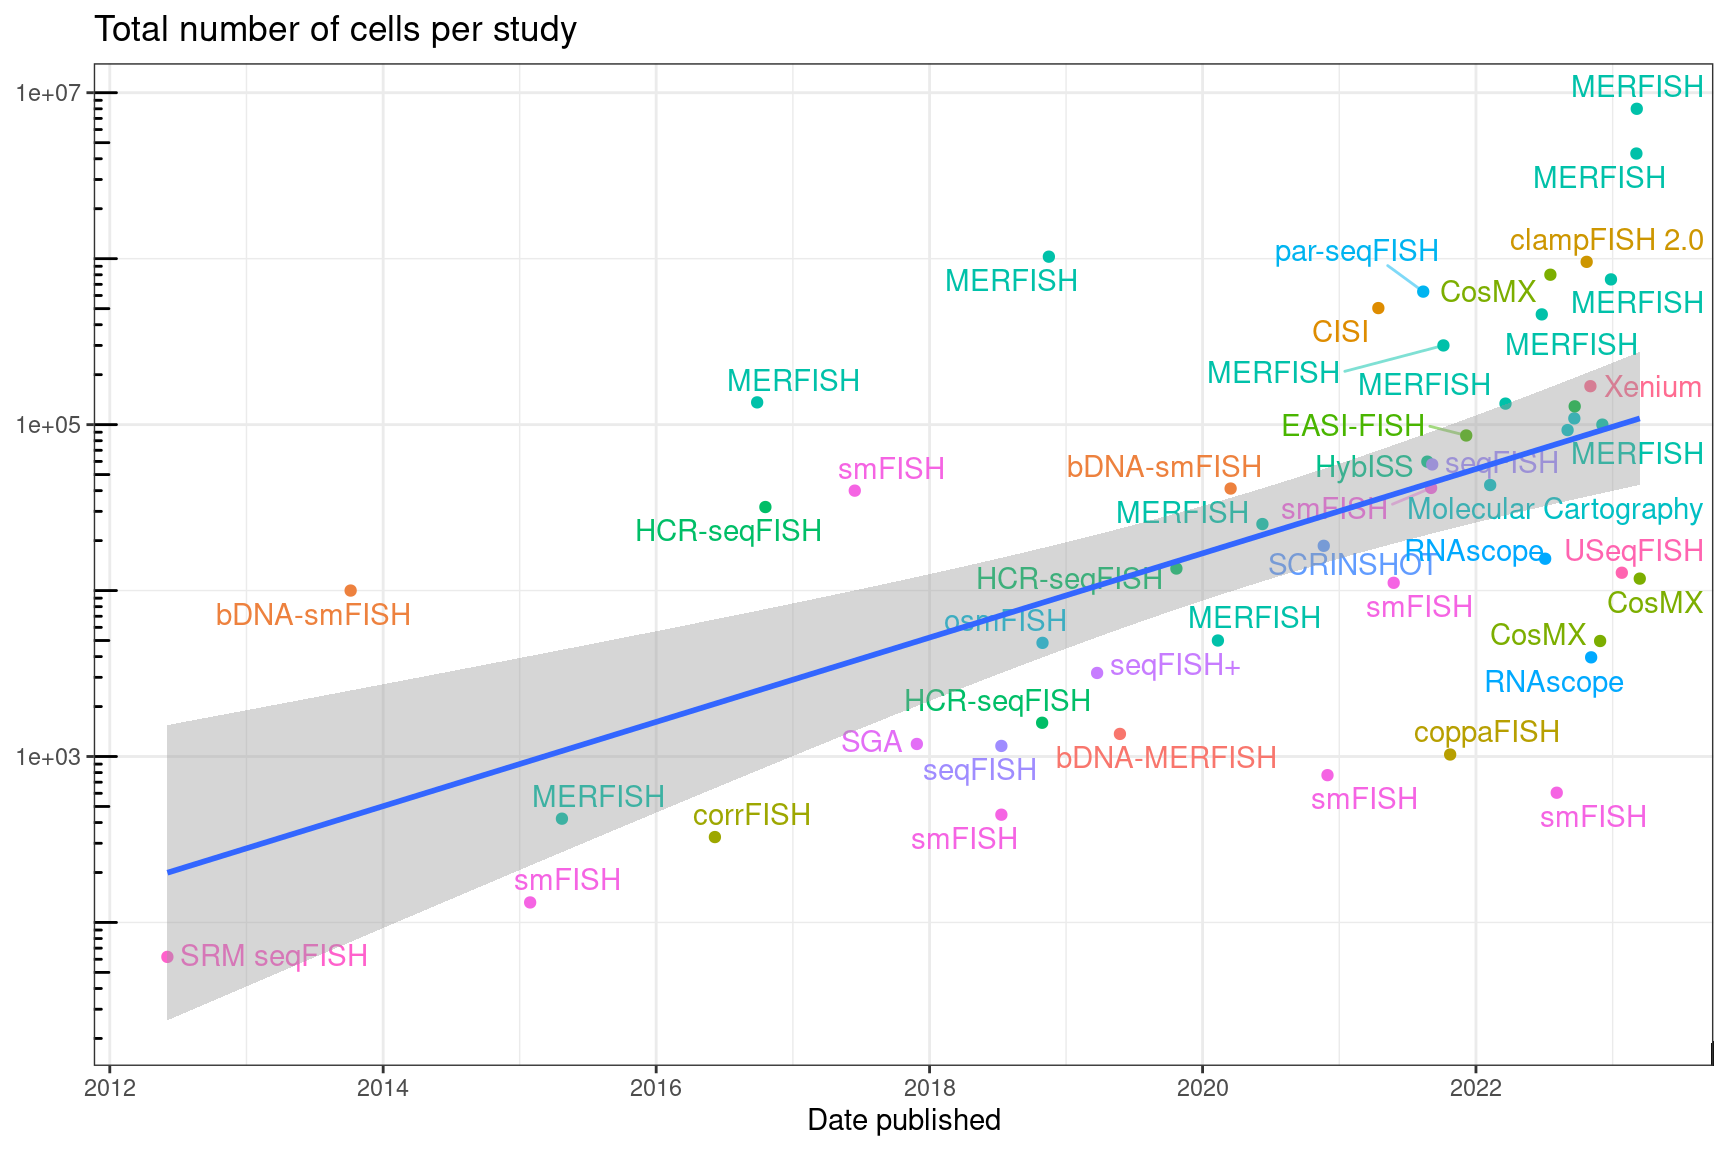 Total number of cells per study
1e+07
MERFISH
MERFISH
clampFISH 2.0
par-seqFISH
MERFISH
CosMX
MERFISH
CISI
MERFISH
MERFISH
MERFISH
MERFISH
Xenium
1e+05
EASI-FISH
MERFISH
smFISH
bDNA-smFISH
HybISS
seqFISH
HCR-seqFISH
MERFISH
smFISH
Molecular Cartography
RNAscope
USeqFISH
SCRINSHOT
HCR-seqFISH
bDNA-smFISH
smFISH
CosMX
osmFISH
MERFISH
CosMX
seqFISH+
RNAscope
HCR-seqFISH
SGA
coppaFISH
1e+03
seqFISH
bDNA-MERFISH
MERFISH
corrFISH
smFISH
smFISH
smFISH
smFISH
SRM seqFISH
2012
2014
2016
2018
2020
2022
Date published